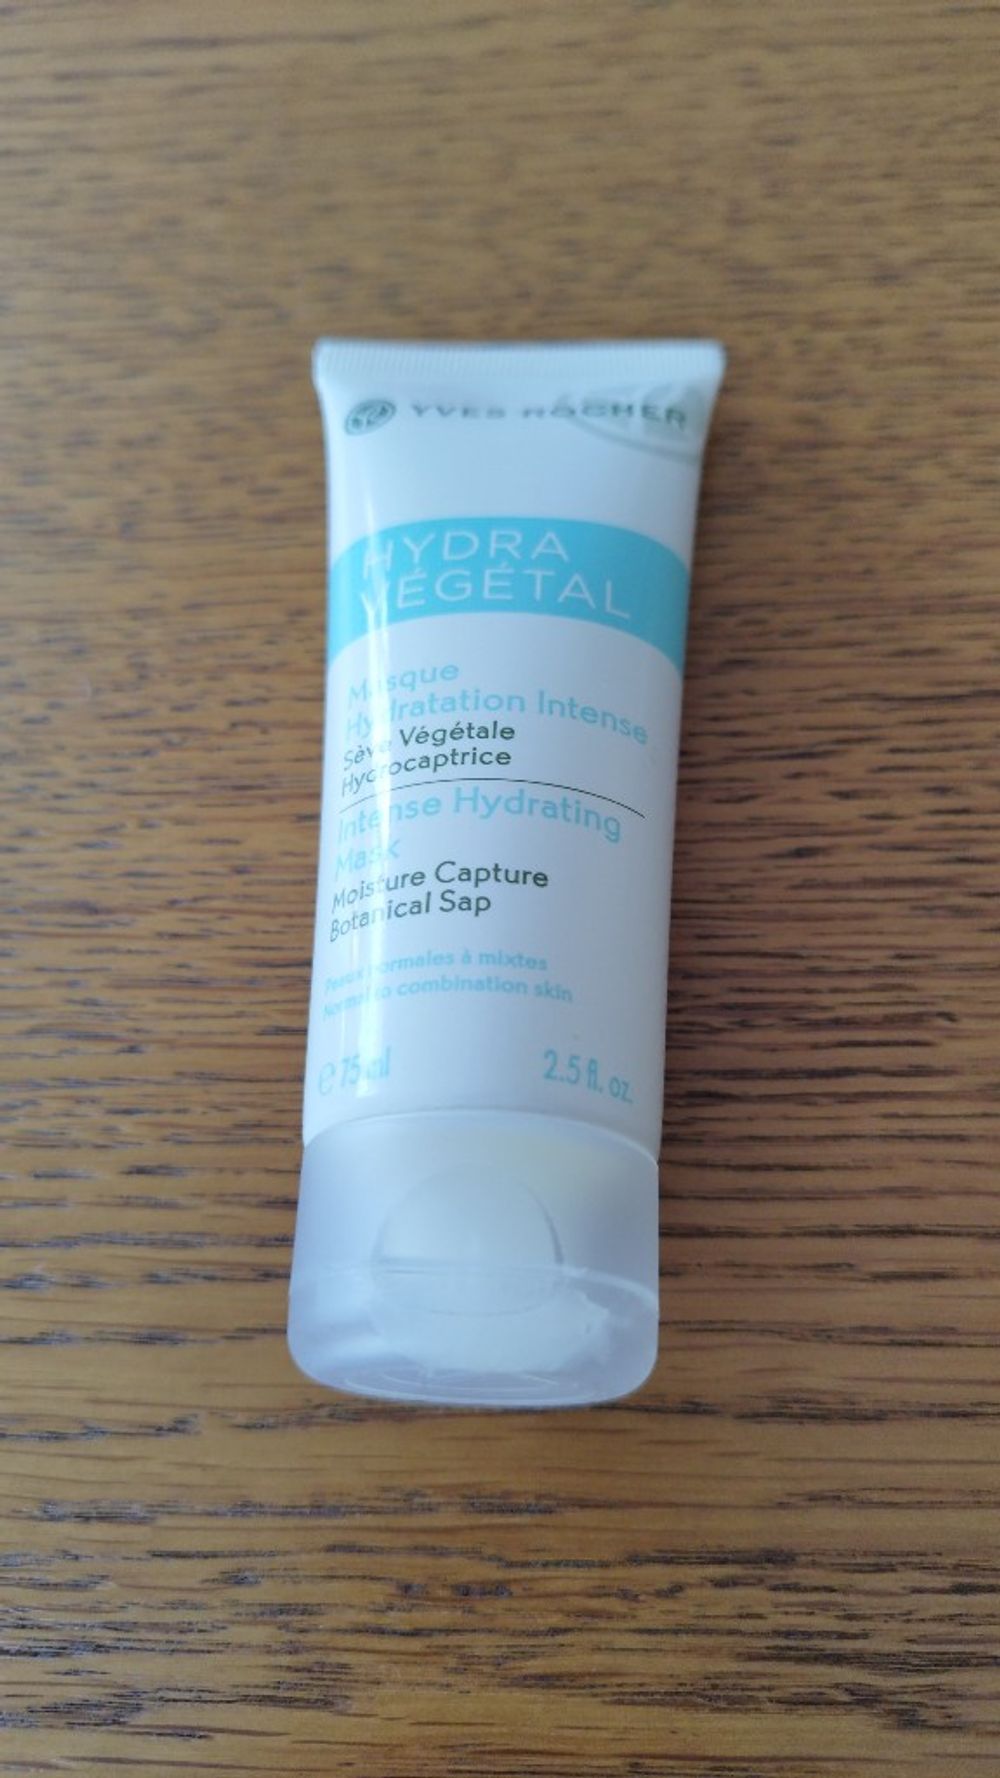 YVES ROCHER
HYDRA
VÉGÉTAL
Masque
Hydratation Intense
Sève Végétale
Hydrocaptrice
Intense Hydrating
Mask
Moisture Capture
Botanical Sap
Peaux normales à mixtes
Normal to combination skin
e 75 ml 2.5 fl. oz.